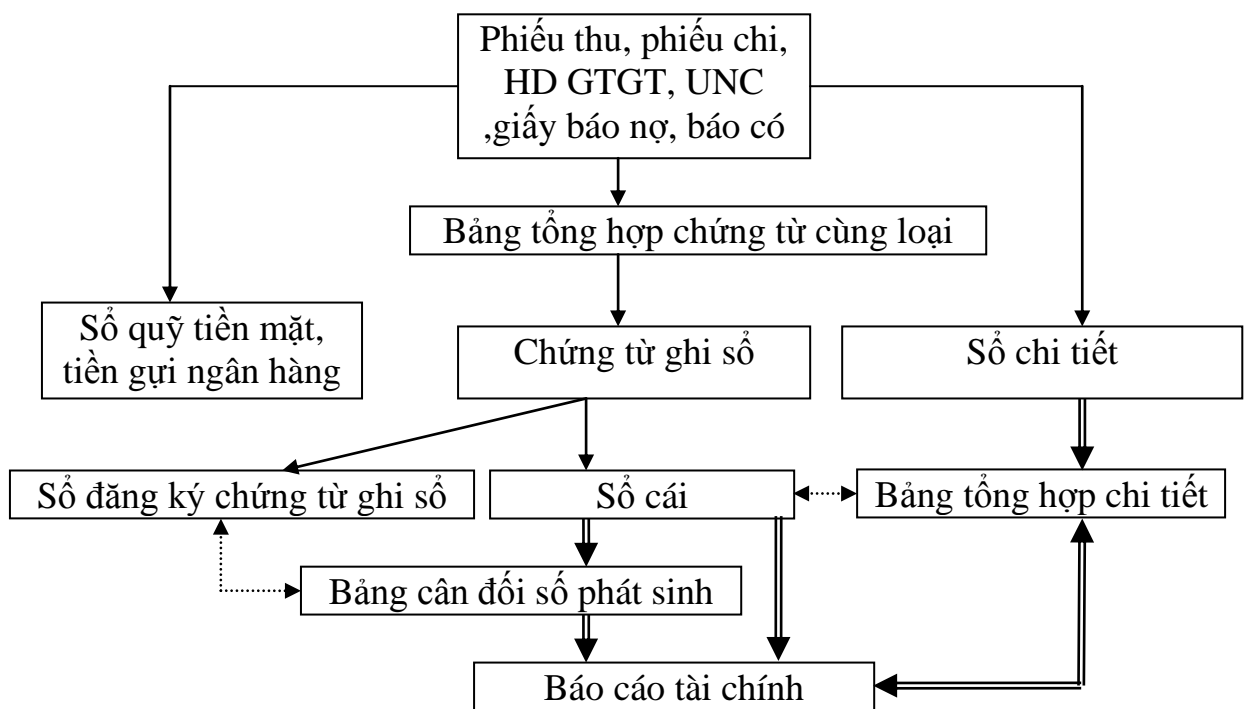 Phiếu thu, phiếu chi,
HD GTGT, UNC
,giấy báo nợ, báo có
Bảng tổng hợp chứng từ cùng loại
Sổ quỹ tiền mặt,
tiền gựi ngân hàng
Chứng từ ghi sổ
Sổ chi tiết
Sổ đăng ký chứng từ ghi sổ
Sổ cái
Bảng tổng hợp chi tiết
Bảng cân đối số phát sinh
Báo cáo tài chính